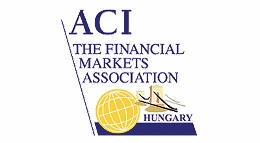 ACI
THE FINANCIAL
MARKETS
ASSOCIATION
HUNGARY